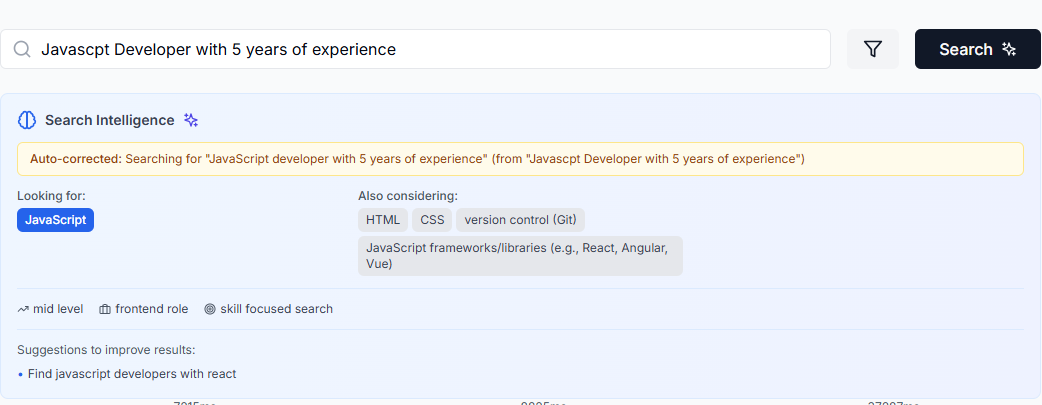 Javascpt Developer with 5 years of experience
Search
Search Intelligence
Auto-corrected: Searching for "JavaScript developer with 5 years of experience" (from "Javascpt Developer with 5 years of experience")
Looking for:
JavaScript
Also considering:
HTML CSS version control (Git)
JavaScript frameworks/libraries (e.g., React, Angular,
Vue)
mid level frontend role skill focused search
Suggestions to improve results:
• Find javascript developers with react